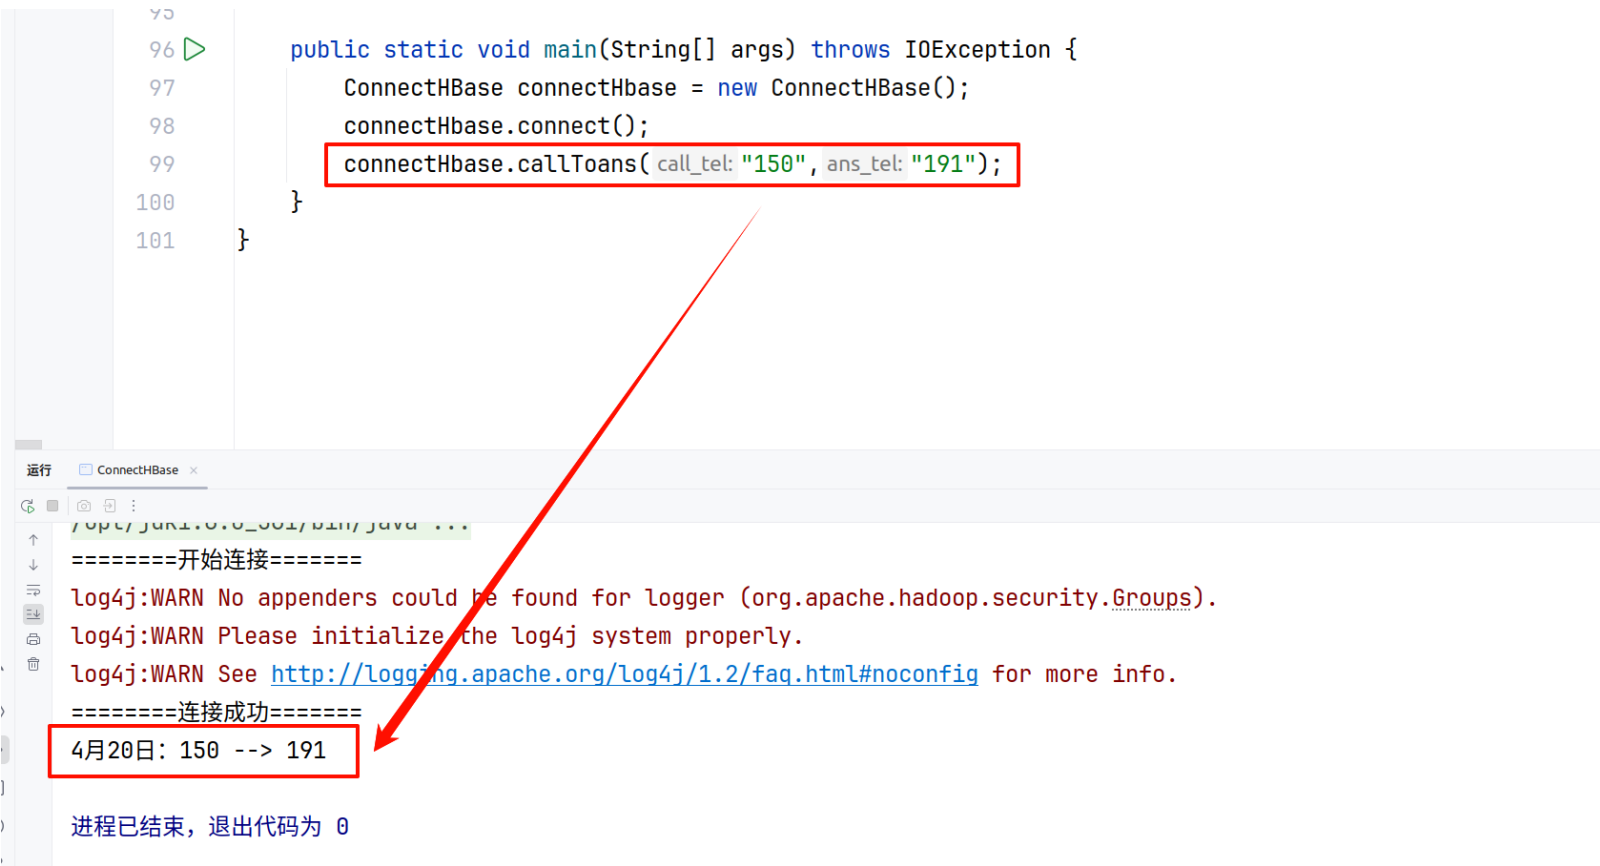 95
96 public static void main(String[] args) throws IOException {
97 ConnectHBase connectHbase = new ConnectHBase();
98 connectHbase.connect();
99 connectHbase.callToans( call_tel: "150", ans_tel: "191");
100 }
101 }
运行 ConnectHBase
/bin/java ...
========开始连接=======
log4j:WARN No appenders could be found for logger (org.apache.hadoop.security.Groups).
log4j:WARN Please initialize the log4j system properly.
log4j:WARN See http://logging.apache.org/log4j/1.2/faq.html#noconfig for more info.
========连接成功=======
4月20日：150 --> 191
进程已结束，退出代码为 0